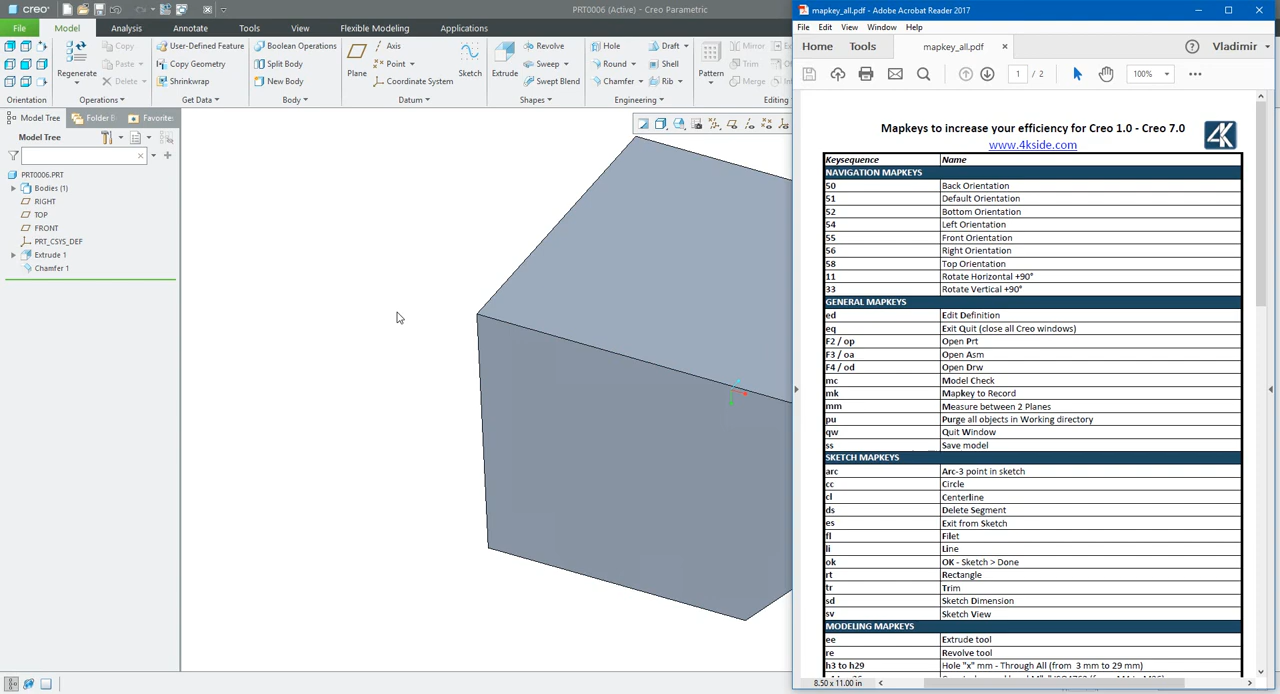 creo
PRT0006 (Active) - Creo Parametric
File Model Analysis Annotate Tools View Flexible Modeling Applications
Regenerate
Copy
Paste
Delete
User-Defined Feature
Copy Geometry
Shrinkwrap
Boolean Operations
Split Body
New Body
Plane
Axis
Point
Coordinate System
Sketch
Extrude
Revolve
Sweep
Swept Blend
Hole
Round
Chamfer
Draft
Shell
Rib
Pattern
Mirror
Trim
Merge
Orientation Operations Get Data Body Datum Shapes Engineering Editing
Model Tree Folder B Favorite
Model Tree
PRT0006.PRT
Bodies (1)
RIGHT
TOP
FRONT
PRT_CSYS_DEF
Extrude 1
Chamfer 1
mapkey_all.pdf - Adobe Acrobat Reader 2017
File Edit View Window Help
Home Tools mapkey_all.pdf Vladimir
1 / 2 100%
Mapkeys to increase your efficiency for Creo 1.0 - Creo 7.0
www.4kside.com
4K
Keysequence Name
NAVIGATION MAPKEYS
50 Back Orientation
51 Default Orientation
52 Bottom Orientation
54 Left Orientation
55 Front Orientation
56 Right Orientation
58 Top Orientation
11 Rotate Horizontal +90°
33 Rotate Vertical +90°
GENERAL MAPKEYS
ed Edit Definition
eq Exit Quit (close all Creo windows)
F2 / op Open Prt
F3 / oa Open Asm
F4 / od Open Drw
mc Model Check
mk Mapkey to Record
mm Measure between 2 Planes
pu Purge all objects in Working directory
qw Quit Window
ss Save model
SKETCH MAPKEYS
arc Arc-3 point in sketch
cc Circle
cl Centerline
ds Delete Segment
es Exit from Sketch
fl Filet
li Line
ok OK - Sketch > Done
rt Rectangle
tr Trim
sd Sketch Dimension
sv Sketch View
MODELING MAPKEYS
ee Extrude tool
re Revolve tool
h3 to h29 Hole "x" mm - Through All (from 3 mm to 29 mm)
8.50 x 11.00 in